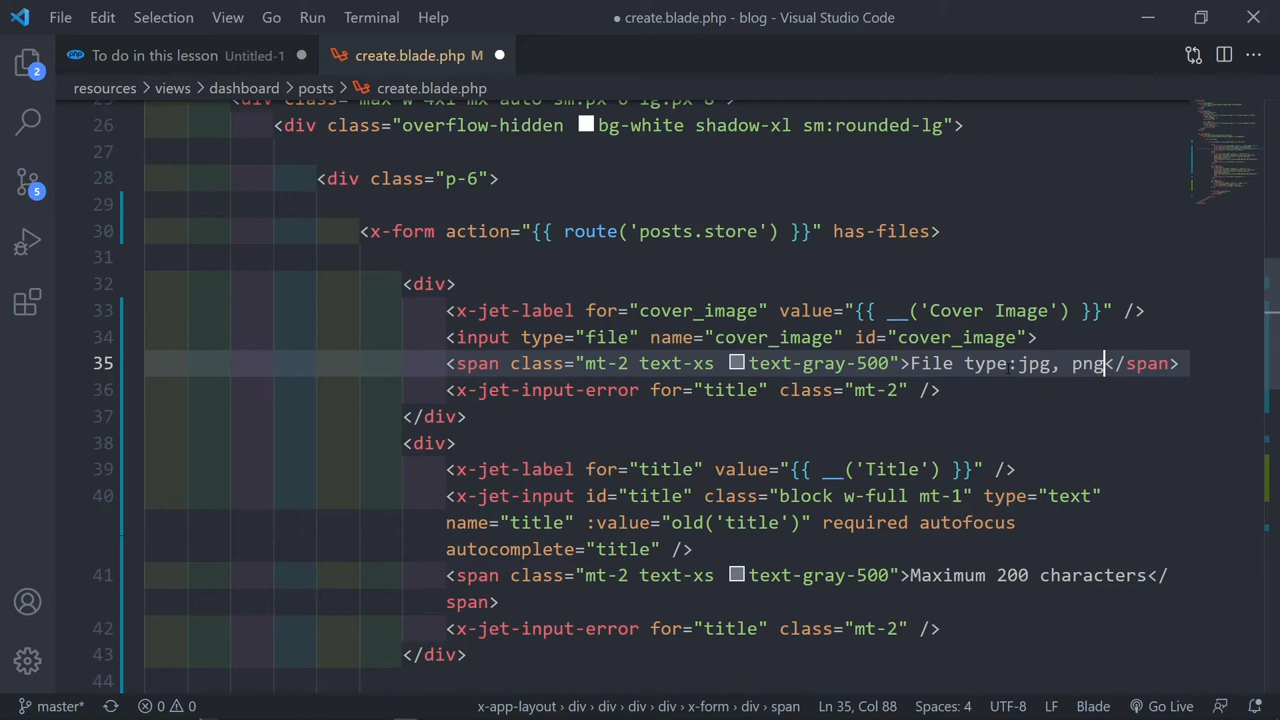 File Edit Selection View Go Run Terminal Help ● create.blade.php - blog - Visual Studio Code
php To do in this lesson Untitled-1 ● create.blade.php M ●
resources > views > dashboard > posts > create.blade.php
2
5
26 <div class="overflow-hidden bg-white shadow-xl sm:rounded-lg">
27
28 <div class="p-6">
29
30 <x-form action="{{ route('posts.store') }}" has-files>
31
32 <div>
33 <x-jet-label for="cover_image" value="{{ __('Cover Image') }}" />
34 <input type="file" name="cover_image" id="cover_image">
35 <span class="mt-2 text-xs text-gray-500">File type:jpg, png</span>
36 <x-jet-input-error for="title" class="mt-2" />
37 </div>
38 <div>
39 <x-jet-label for="title" value="{{ __('Title') }}" />
40 <x-jet-input id="title" class="block w-full mt-1" type="text"
name="title" :value="old('title')" required autofocus
autocomplete="title" />
41 <span class="mt-2 text-xs text-gray-500">Maximum 200 characters</
span>
42 <x-jet-input-error for="title" class="mt-2" />
43 </div>
44
master* 0 0 x-app-layout > div > div > div > x-form > div > span Ln 35, Col 88 Spaces: 4 UTF-8 LF Blade Go Live